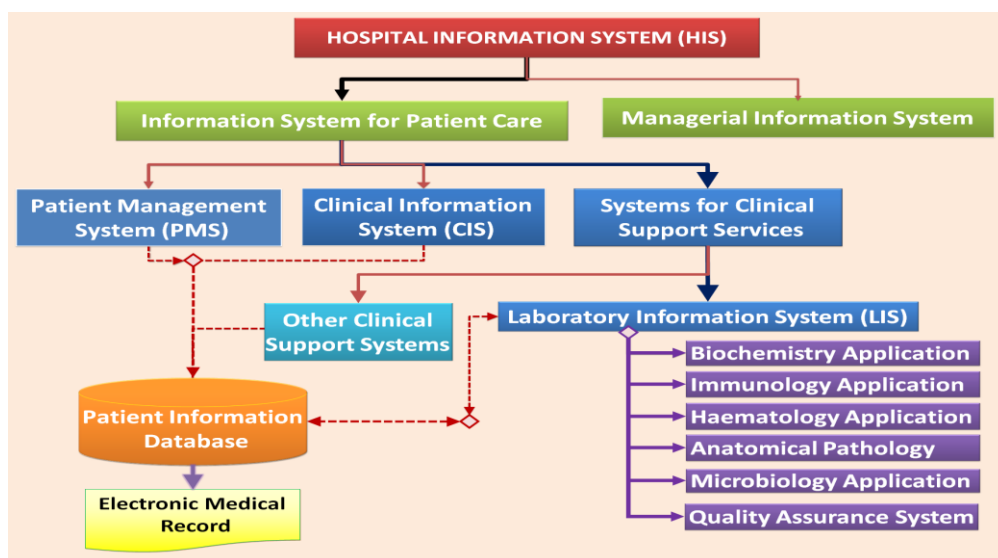 HOSPITAL INFORMATION SYSTEM (HIS)
Information System for Patient Care
Managerial Information System
Patient Management
System (PMS)
Clinical Information
System (CIS)
Systems for Clinical
Support Services
Other Clinical
Support Systems
Laboratory Information System (LIS)
Biochemistry Application
Immunology Application
Haematology Application
Anatomical Pathology
Microbiology Application
Quality Assurance System
Patient Information
Database
Electronic Medical
Record